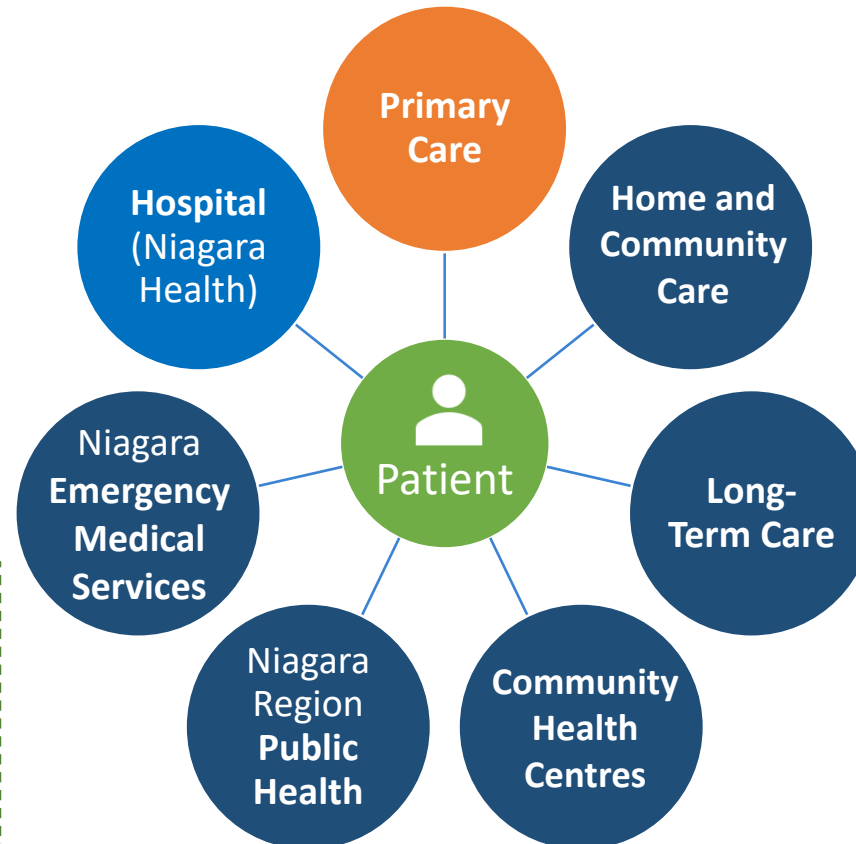 Primary
Care
Hospital
(Niagara
Health)
Home and
Community
Care
Patient
Niagara
Emergency
Medical
Services
Long-
Term Care
Niagara
Region
Public
Health
Community
Health
Centres